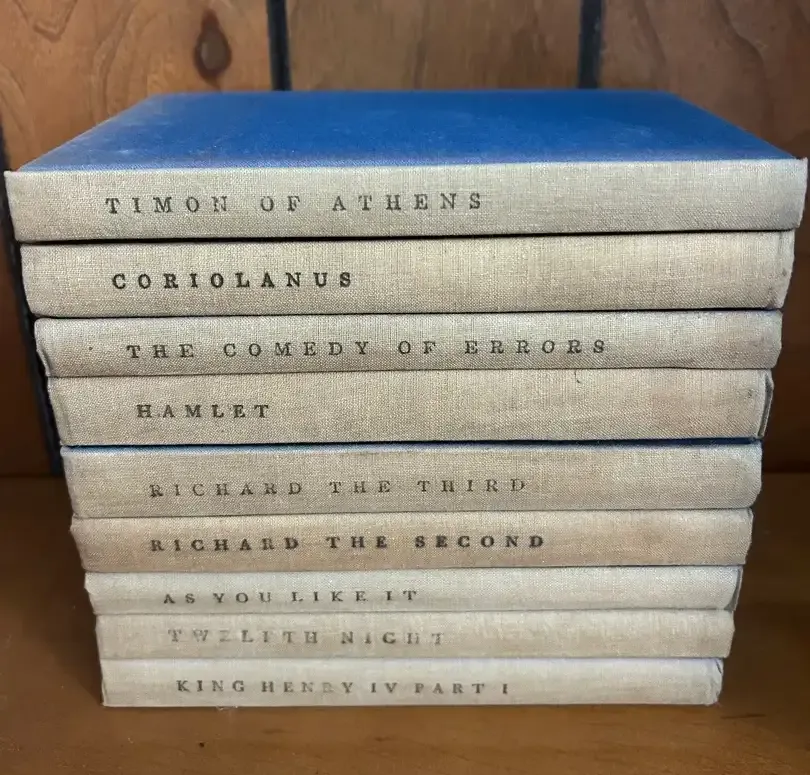 TIMON OF ATHENS
CORIOLANUS
THE COMEDY OF ERRORS
HAMLET
RICHARD THE THIRD
RICHARD THE SECOND
AS YOU LIKE IT
TWELFTH NIGHT
KING HENRY IV PART I